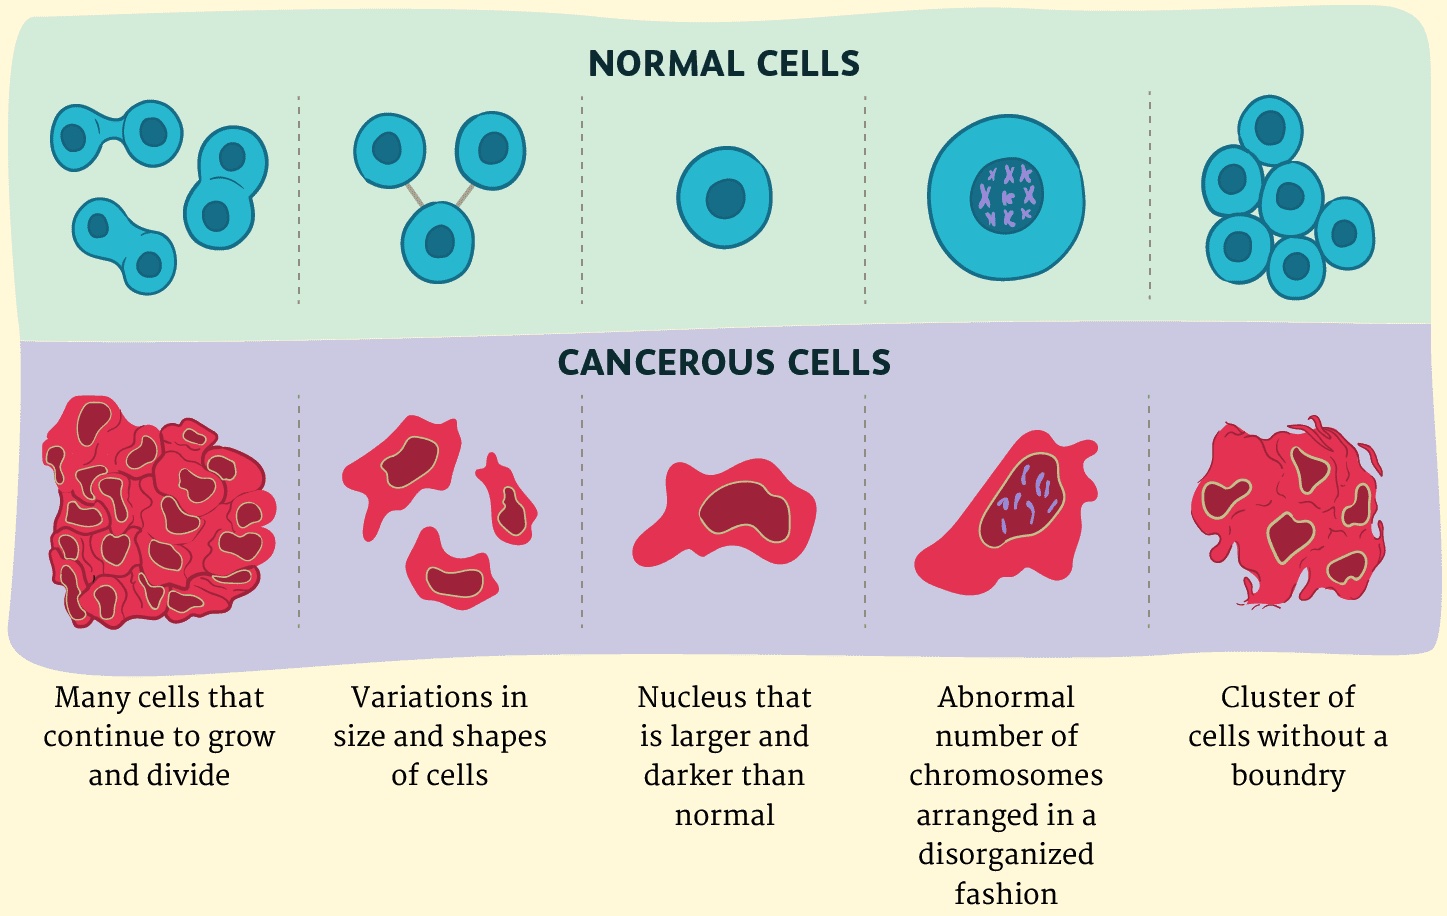 NORMAL CELLS
CANCEROUS CELLS
Many cells that
continue to grow
and divide
Variations in
size and shapes
of cells
Nucleus that
is larger and
darker than
normal
Abnormal
number of
chromosomes
arranged in a
disorganized
fashion
Cluster of
cells without a
boundry